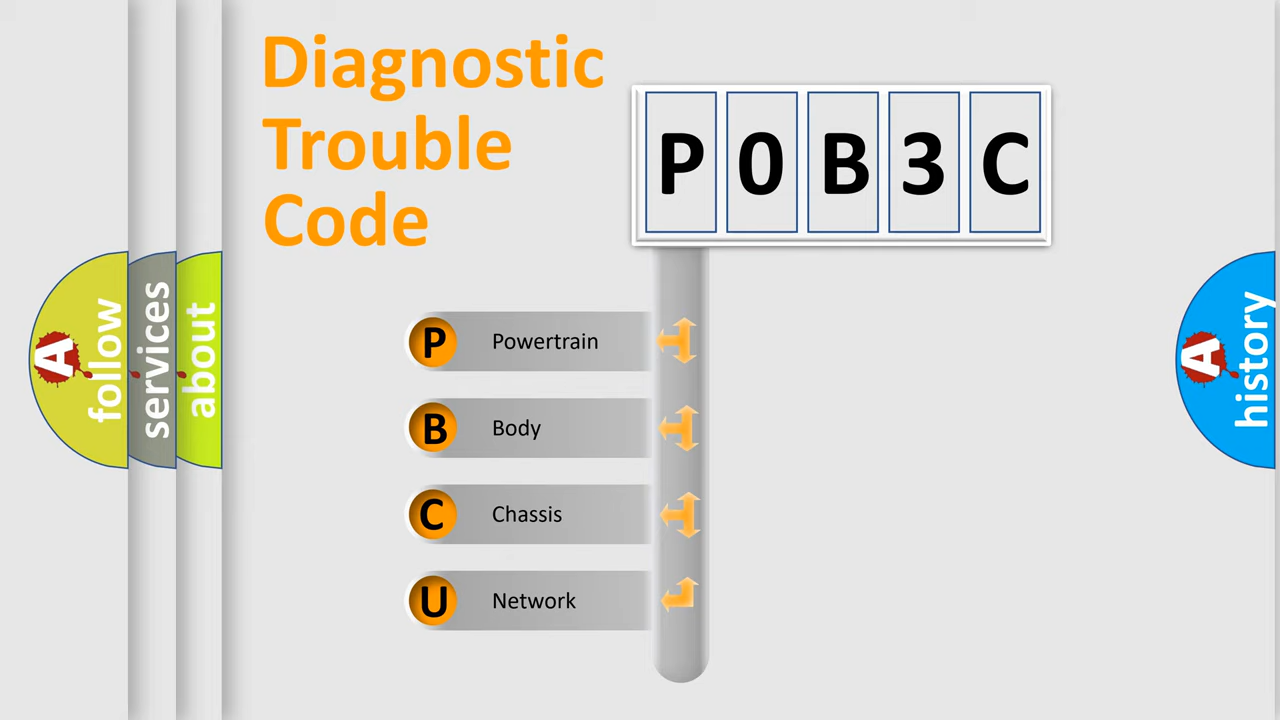 Diagnostic
Trouble
Code
P0B3C
P Powertrain
B Body
C Chassis
U Network
A follow
services
about
A history